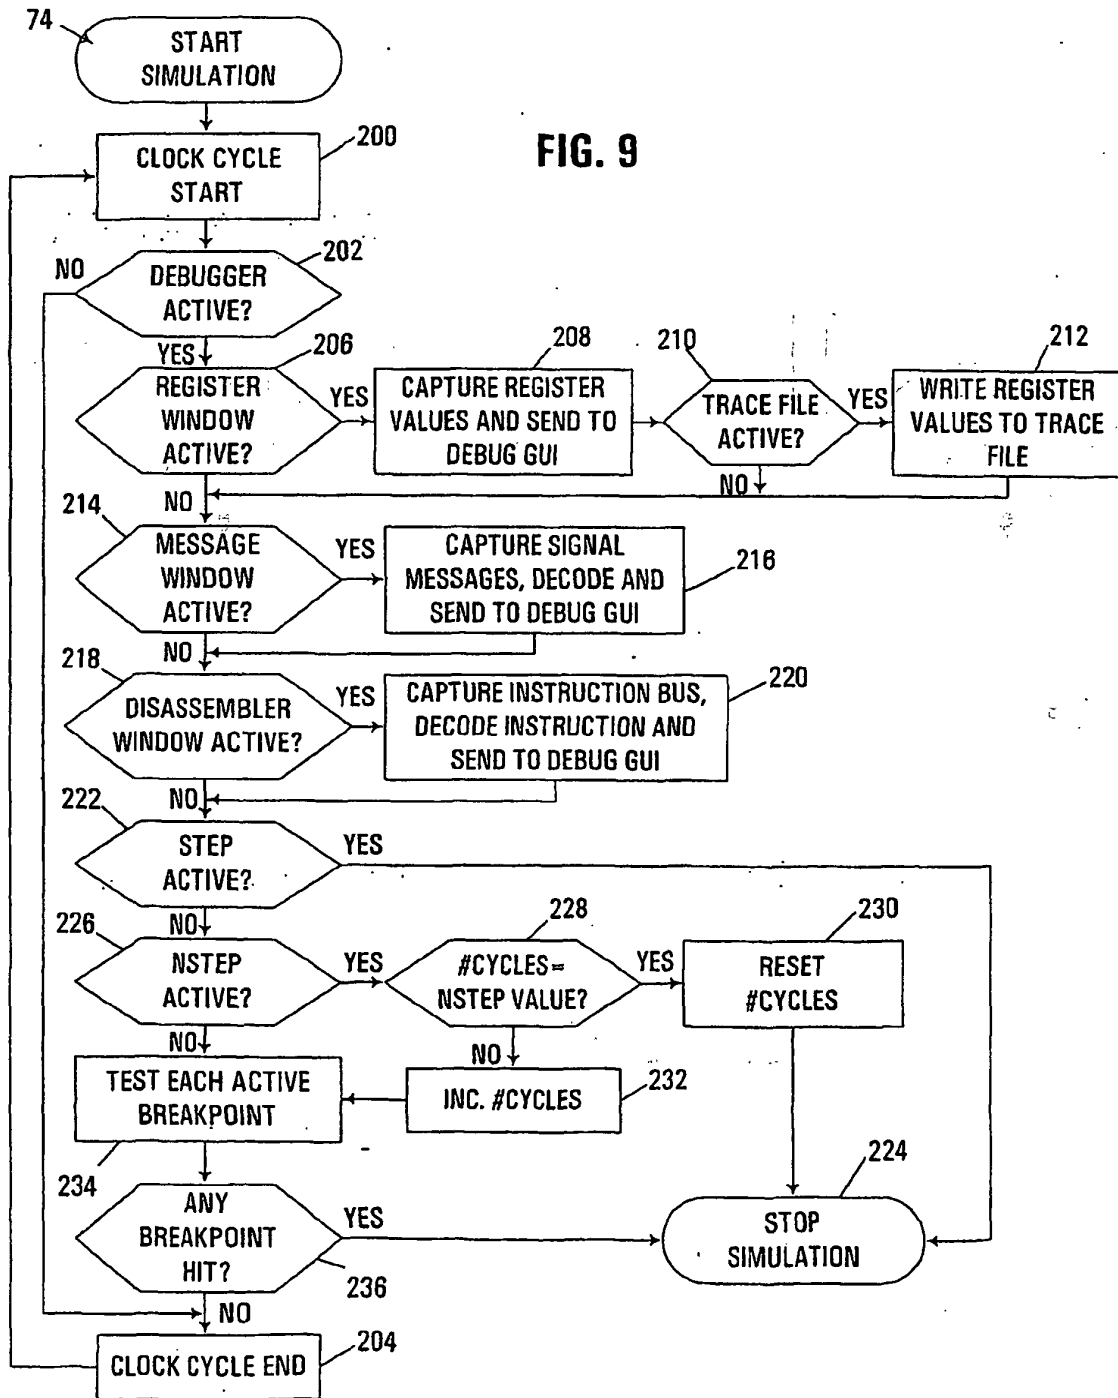 74
START
SIMULATION
200
CLOCK CYCLE
START
FIG. 9
202
NO
DEBUGGER
ACTIVE?
YES
206
REGISTER
WINDOW
ACTIVE?
YES
208
CAPTURE REGISTER
VALUES AND SEND TO
DEBUG GUI
210
TRACE FILE
ACTIVE?
YES
212
WRITE REGISTER
VALUES TO TRACE
FILE
NO
NO
214
MESSAGE
WINDOW
ACTIVE?
YES
CAPTURE SIGNAL
MESSAGES, DECODE AND
SEND TO DEBUG GUI
216
NO
218
DISASSEMBLER
WINDOW ACTIVE?
YES
CAPTURE INSTRUCTION BUS,
DECODE INSTRUCTION AND
SEND TO DEBUG GUI
220
NO
222
STEP
ACTIVE?
YES
NO
226
NSTEP
ACTIVE?
YES
228
#CYCLES=
NSTEP VALUE?
YES
230
RESET
#CYCLES
NO
NO
TEST EACH ACTIVE
BREAKPOINT
INC. #CYCLES
232
234
ANY
BREAKPOINT
HIT?
YES
236
224
STOP
SIMULATION
NO
CLOCK CYCLE END
204